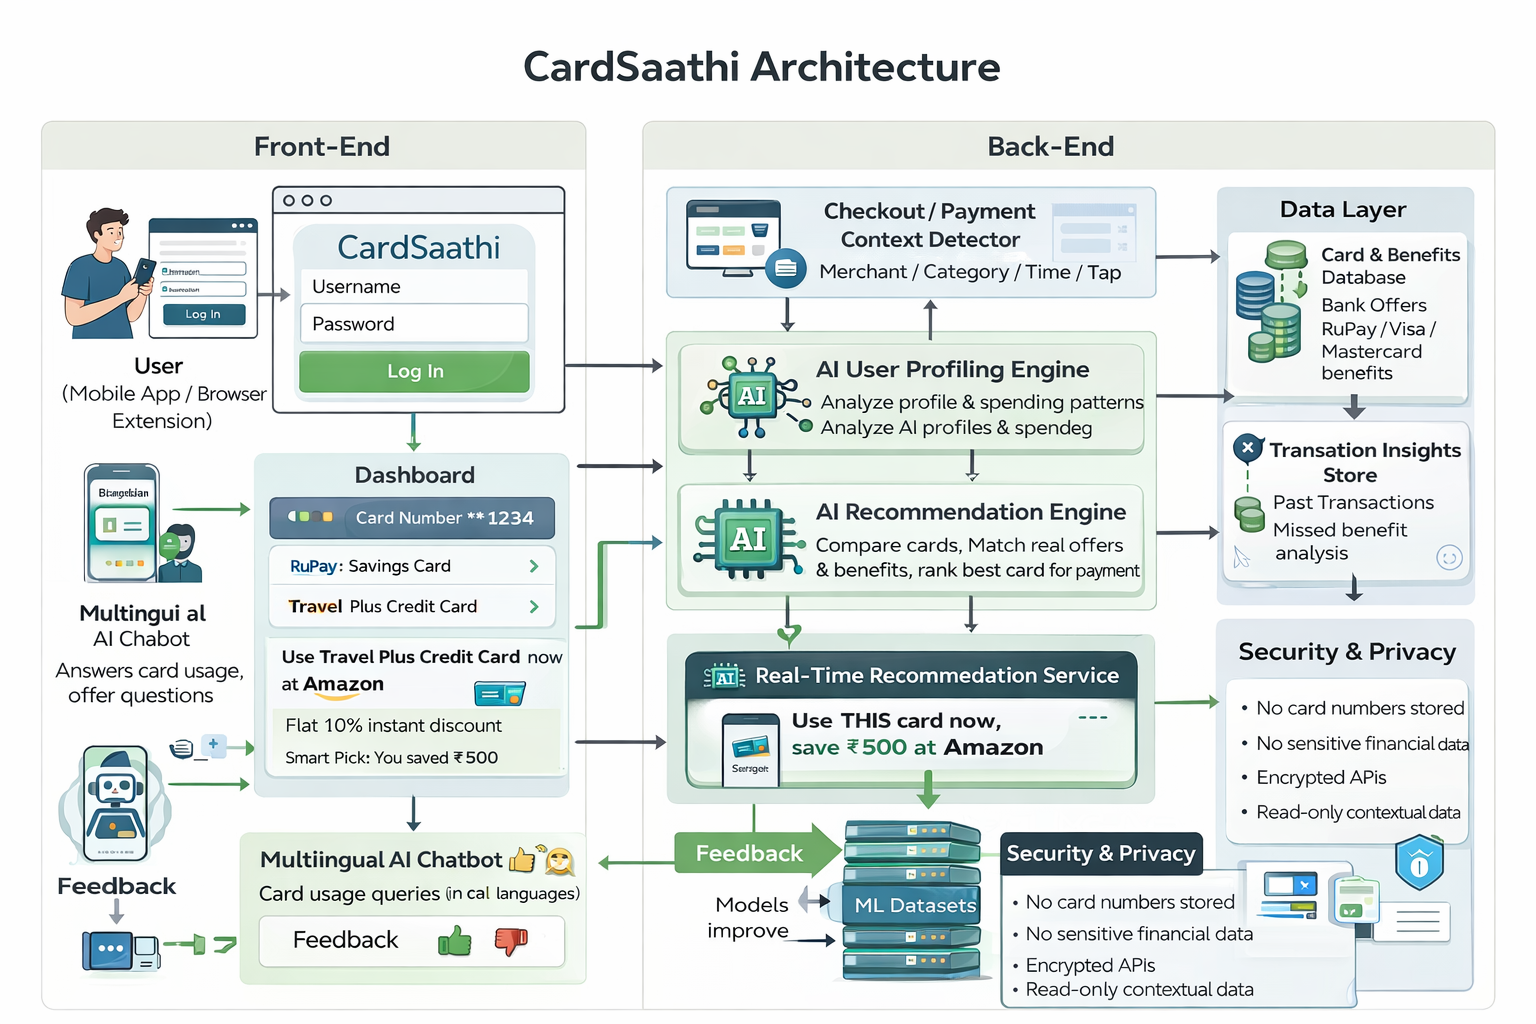 CardSaathi Architecture
Front-End
Log In
User
(Mobile App / Browser
Extension)
CardSaathi
Username
Password
Log In
Multingui al
AI Chabot
Answers card usage,
offer questions
Dashboard
Card Number ** 1234
RuPay: Savings Card
Travel Plus Credit Card
Use Travel Plus Credit Card now
at Amazon
Flat 10% instant discount
Smart Pick: You saved ₹500
Feedback
Multiingual AI Chatbot
Card usage queries (in cal languages)
Feedback
Back-End
Checkout / Payment
Context Detector
Merchant / Category / Time / Tap
AI
AI User Profiling Engine
Analyze profile & spending patterns
Analyze AI profiles & spendeg
AI
AI Recommendation Engine
Compare cards, Match real offers
& benefits, rank best card for payment
AI
Real-Time Recommedation Service
Use THIS card now,
save ₹500 at Amazon
Feedback
Models
improve
ML Datasets
Data Layer
Card & Benefits
Database
Bank Offers
RuPay / Visa /
Mastercard
benefits
Transation Insights
Store
Past Transactions
Missed benefit
analysis
Security & Privacy
• No card numbers stored
• No sensitive financial data
• Encrypted APis
• Read-only contextual data
Security & Privacy
• No card numbers stored
• No sensitive financial data
• Encrypted APis
• Read-only contextual data